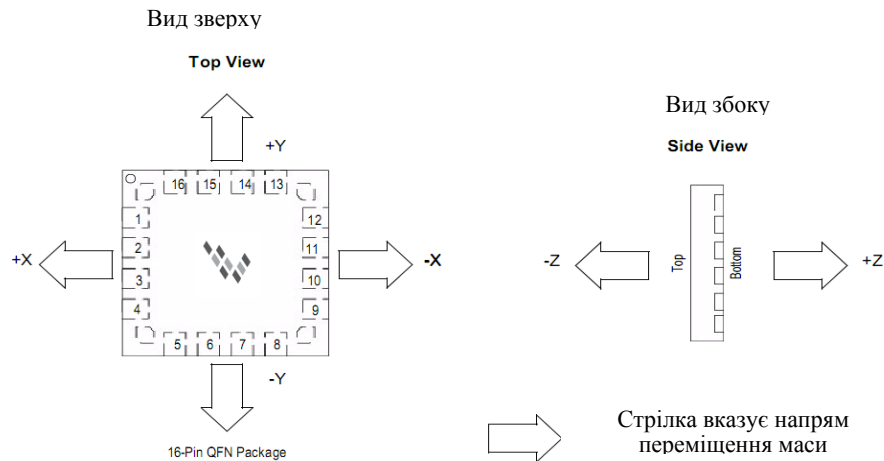 Вид зверху
Top View
+Y
16 15 14 13
1 12
2 11
+X -X
3 10
4 9
5 6 7 8
-Y
16-Pin QFN Package
Вид збоку
Side View
-Z Top Bottom +Z
Стрілка вказує напрям
переміщення маси